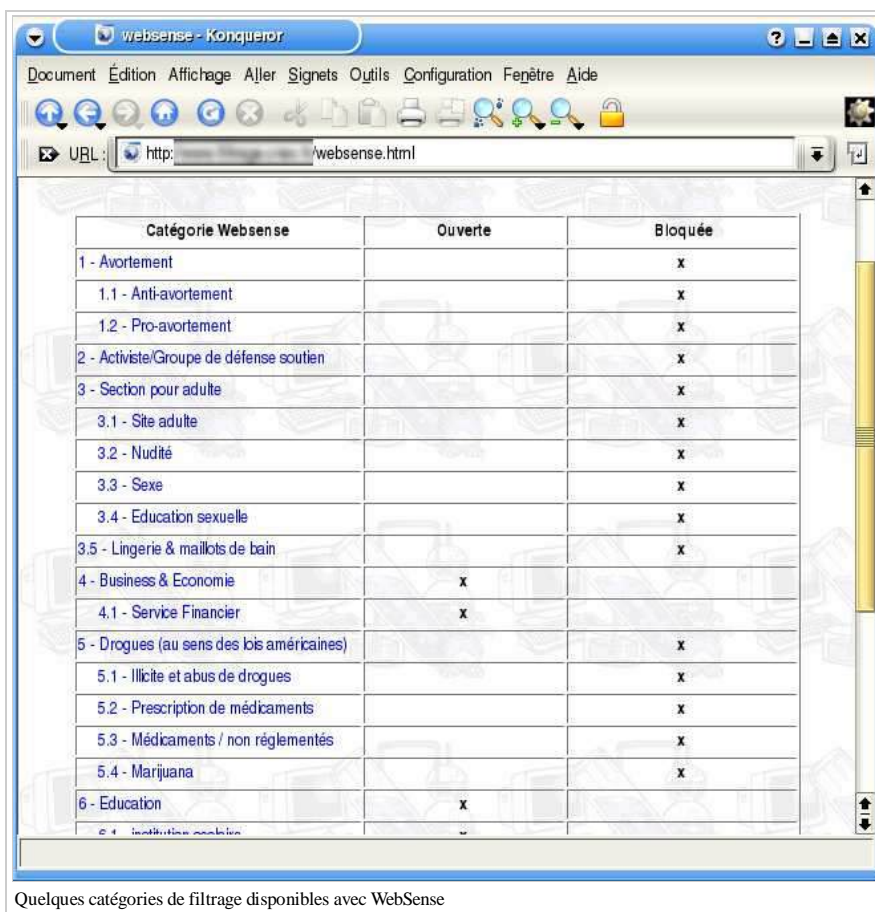 websense - Konqueror
Document Édition Affichage Aller Signets Outils Configuration Fenêtre Aide
URL : http: /websense.html
Catégorie Websense Ouverte Bloquée
1 - Avortement x
1.1 - Anti-avortement x
1.2 - Pro-avortement x
2 - Activiste/Groupe de défense soutien x
3 - Section pour adulte x
3.1 - Site adulte x
3.2 - Nudité x
3.3 - Sexe x
3.4 - Education sexuelle x
3.5 - Lingerie & maillots de bain x
4 - Business & Economie x
4.1 - Service Financier x
5 - Drogues (au sens des lois américaines) x
5.1 - Illicite et abus de drogues x
5.2 - Prescription de médicaments x
5.3 - Médicaments / non réglementés x
5.4 - Marijuana x
6 - Education x
6.1 - institution scolaire x
Quelques catégories de filtrage disponibles avec WebSense